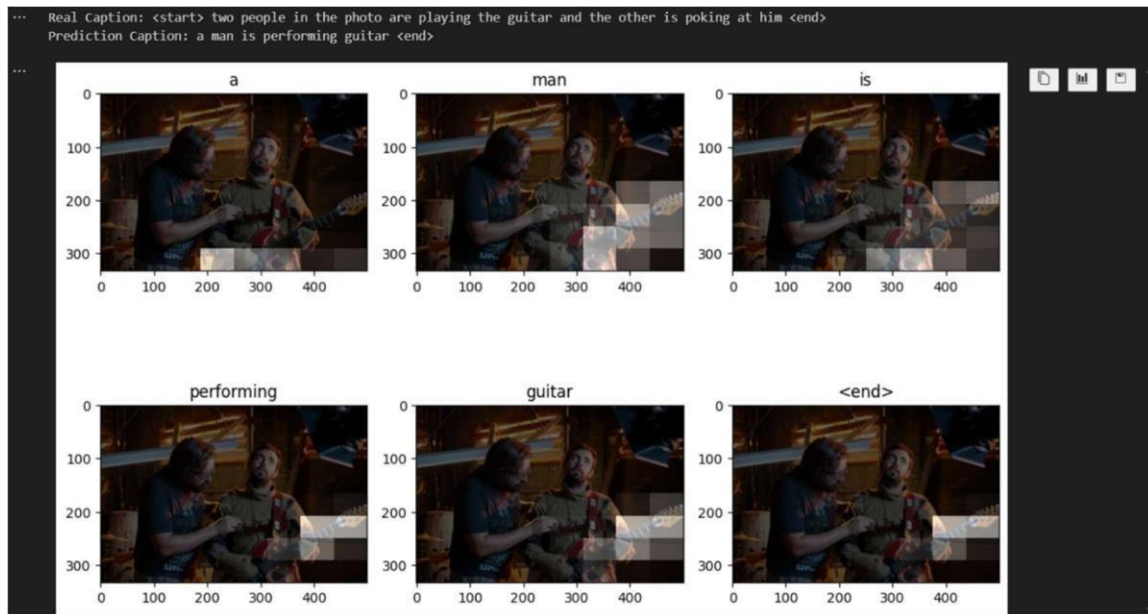 ... Real Caption: <start> two people in the photo are playing the guitar and the other is poking at him <end>
Prediction Caption: a man is performing guitar <end>
...
a man is
0 0 0
100 100 100
200 200 200
300 300 300
0 100 200 300 400 0 100 200 300 400 0 100 200 300 400
performing guitar <end>
0 0 0
100 100 100
200 200 200
300 300 300
0 100 200 300 400 0 100 200 300 400 0 100 200 300 400